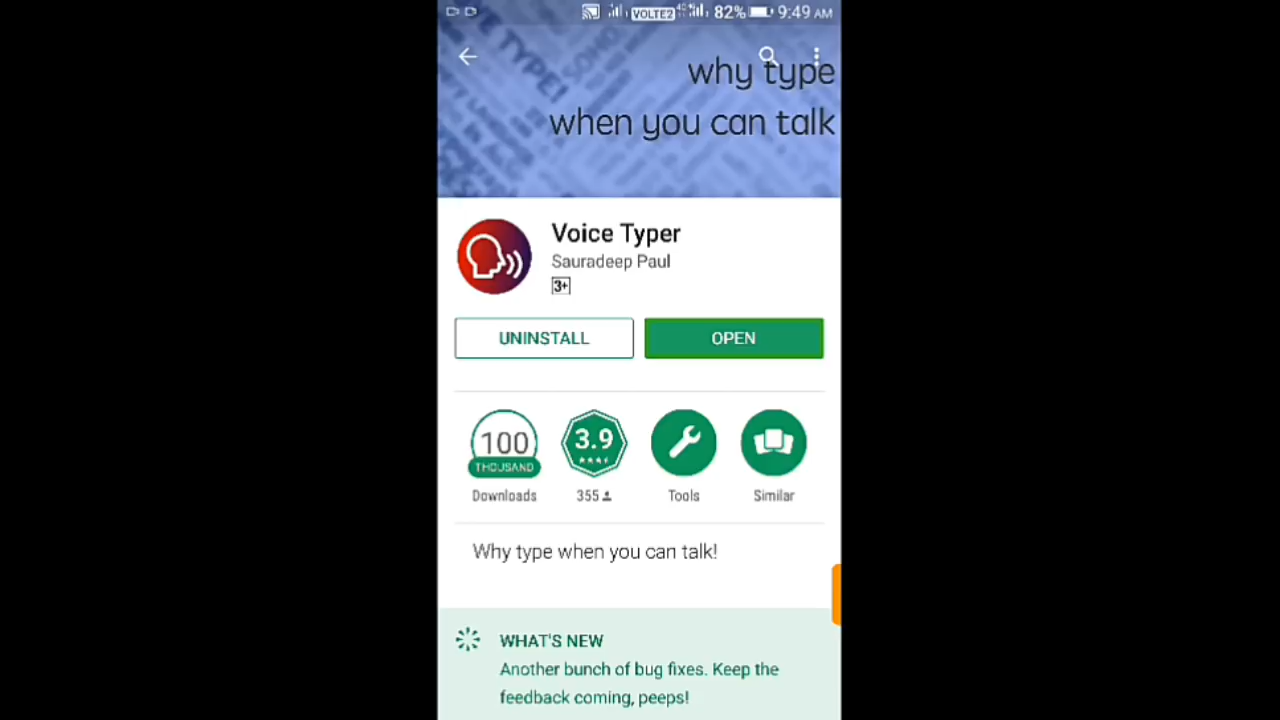 VOLTE2 82% 9:49 AM
why type
when you can talk
Voice Typer
Sauradeep Paul
3+
UNINSTALL OPEN
100 THOUSAND 3.9
Downloads 355 Tools Similar
Why type when you can talk!
WHAT'S NEW
Another bunch of bug fixes. Keep the
feedback coming, peeps!